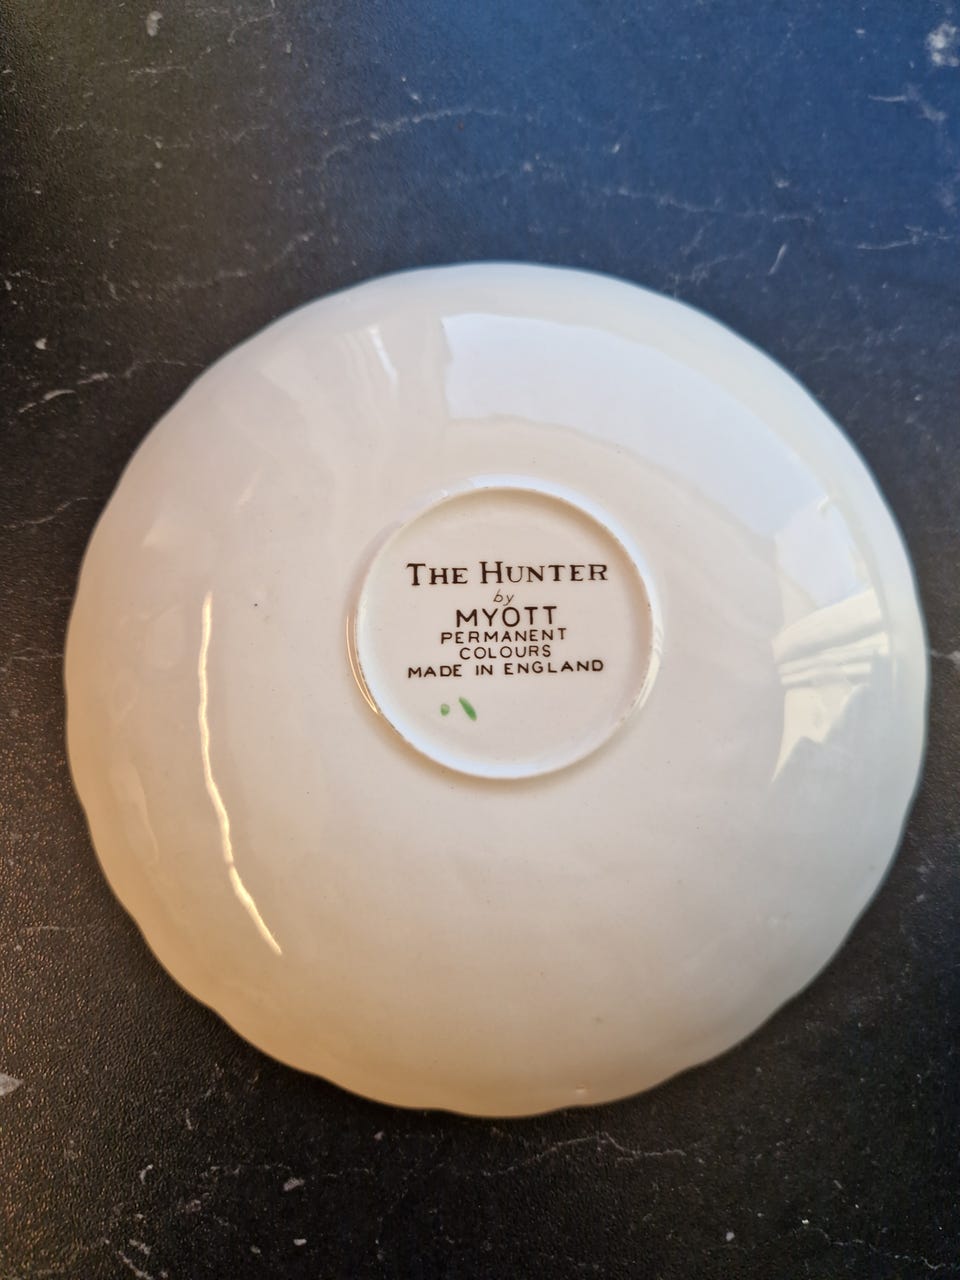 THE HUNTER
by
MYOTT
PERMANENT
COLOURS
MADE IN ENGLAND